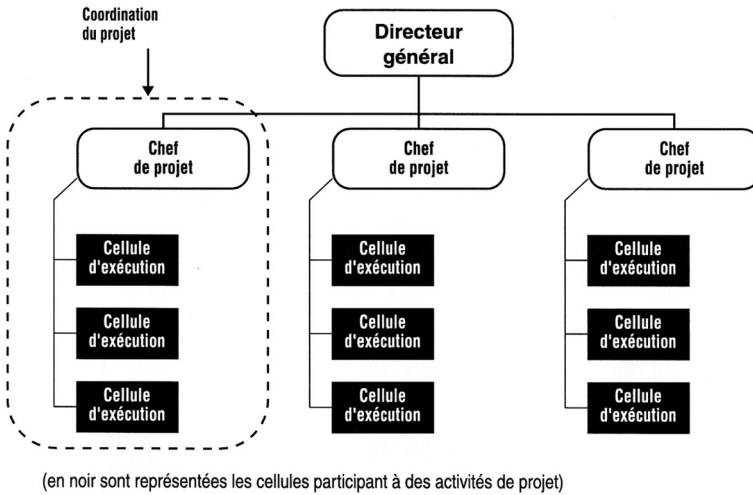 Coordination
du projet
Directeur
général
Chef
de projet
Chef
de projet
Chef
de projet
Cellule
d'exécution
Cellule
d'exécution
Cellule
d'exécution
Cellule
d'exécution
Cellule
d'exécution
Cellule
d'exécution
Cellule
d'exécution
Cellule
d'exécution
Cellule
d'exécution
(en noir sont représentées les cellules participant à des activités de projet)